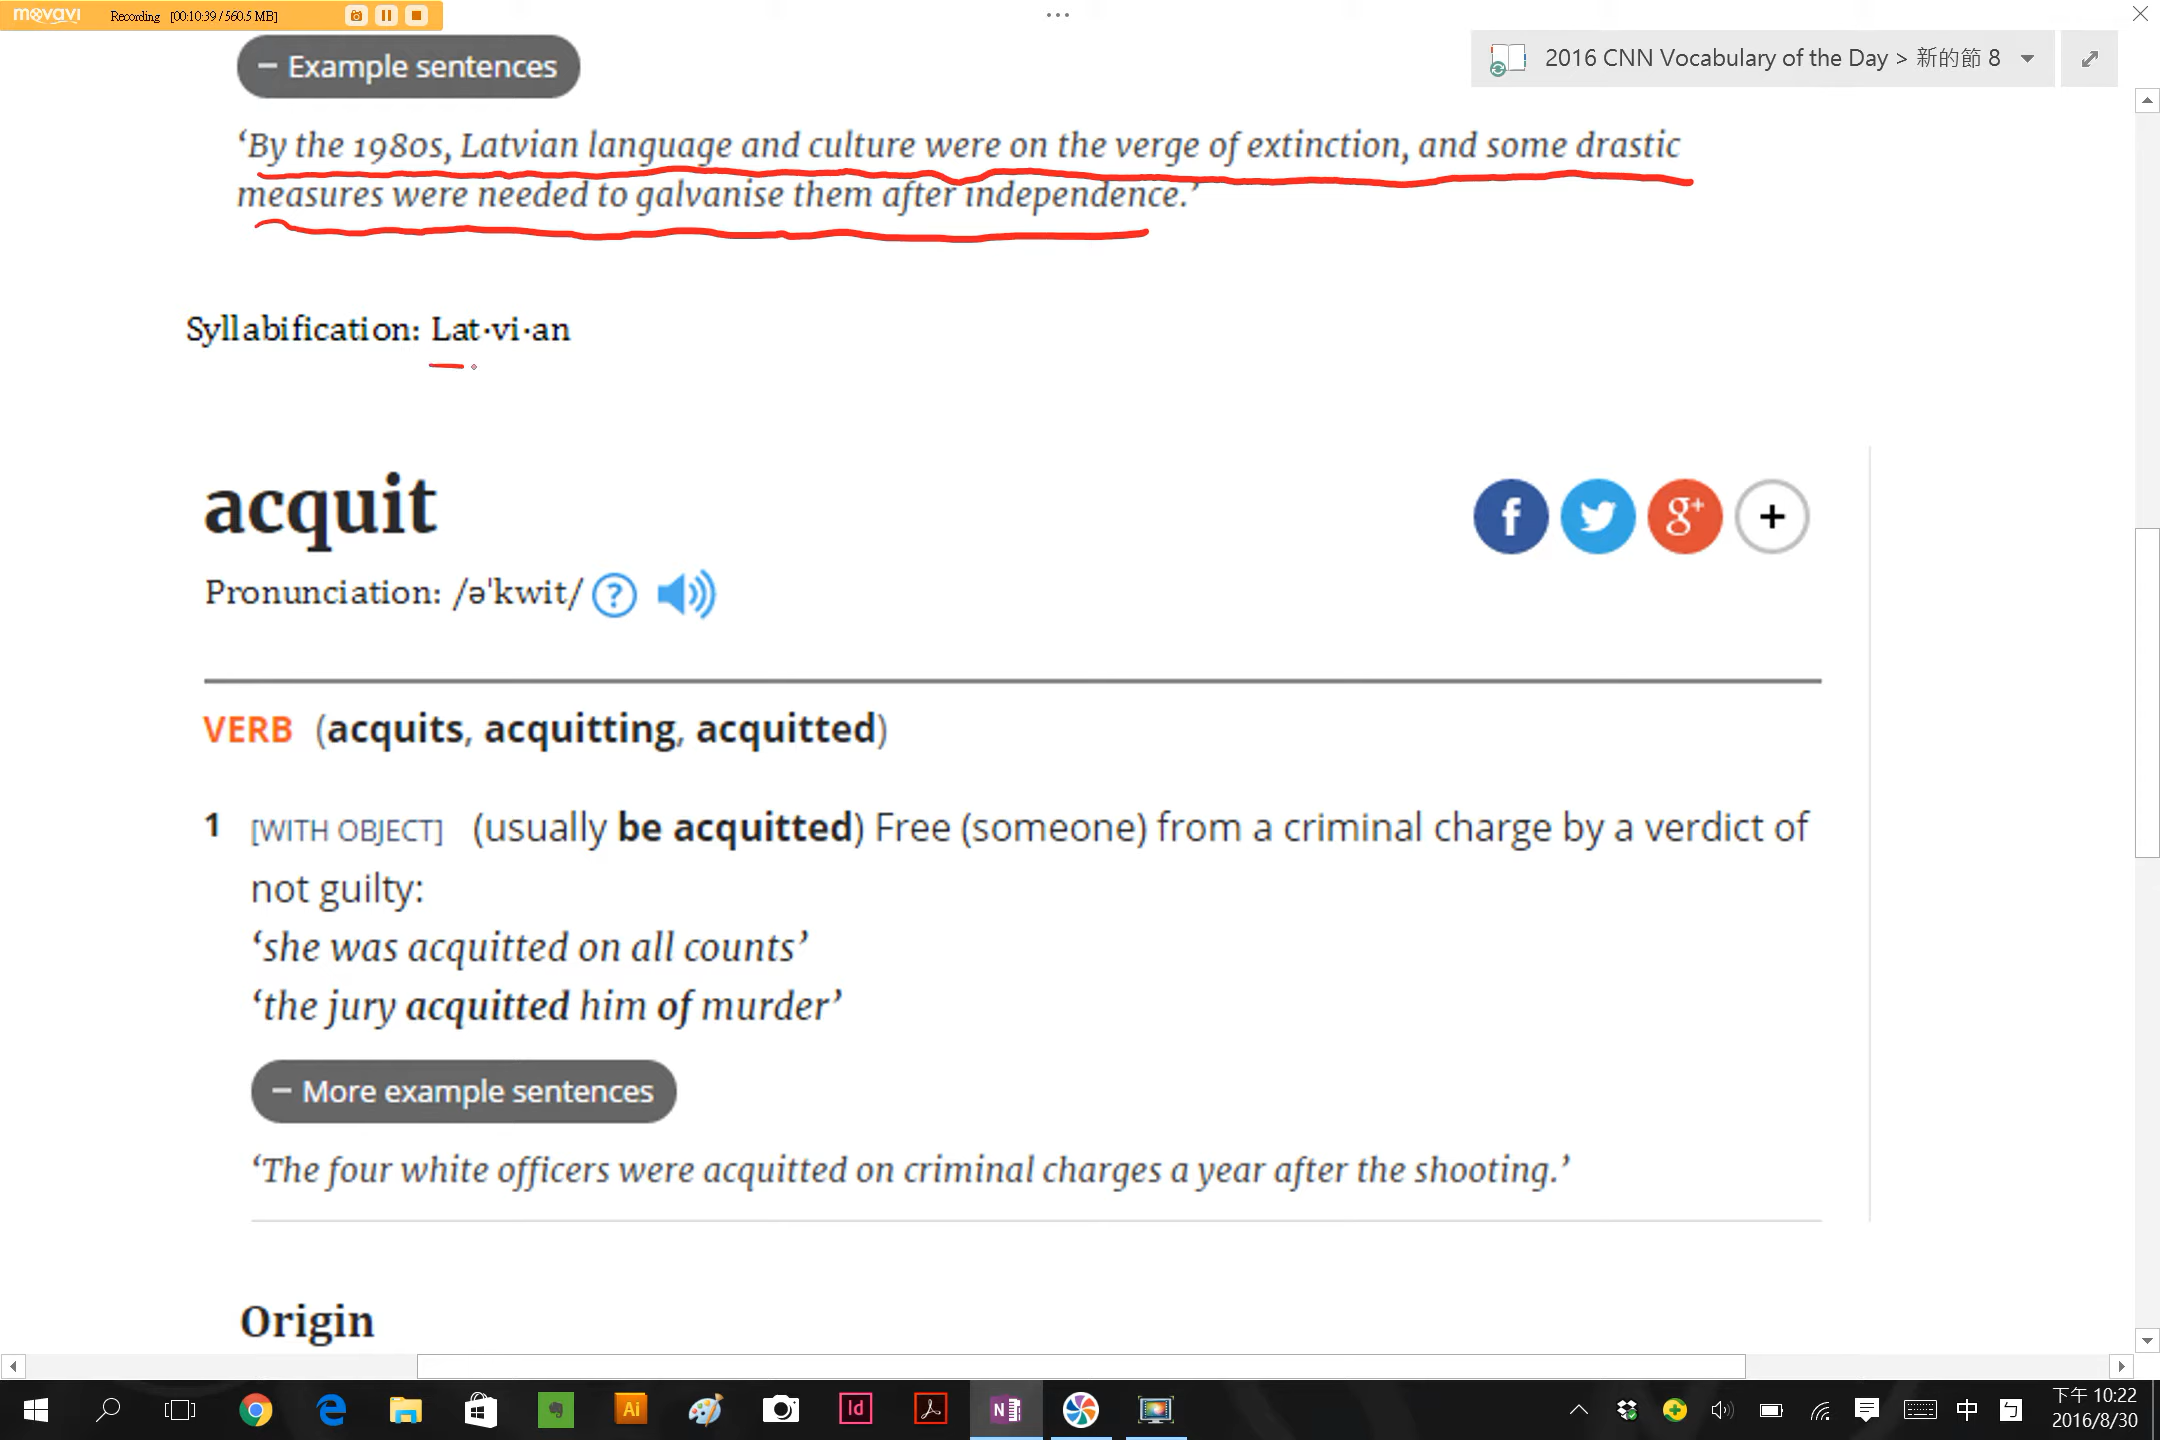 movavi Recording [00:10:39 / 560.5 MB]
− Example sentences
2016 CNN Vocabulary of the Day > 新的節 8
‘By the 1980s, Latvian language and culture were on the verge of extinction, and some drastic
measures were needed to galvanise them after independence.’
Syllabification: Lat·vi·an
acquit
f g+ +
Pronunciation: /əˈkwit/ ?
VERB (acquits, acquitting, acquitted)
1 [WITH OBJECT] (usually be acquitted) Free (someone) from a criminal charge by a verdict of
not guilty:
‘she was acquitted on all counts’
‘the jury acquitted him of murder’
− More example sentences
‘The four white officers were acquitted on criminal charges a year after the shooting.’
Origin
Ai Id N 中 ㄅ 下午 10:22
2016/8/30